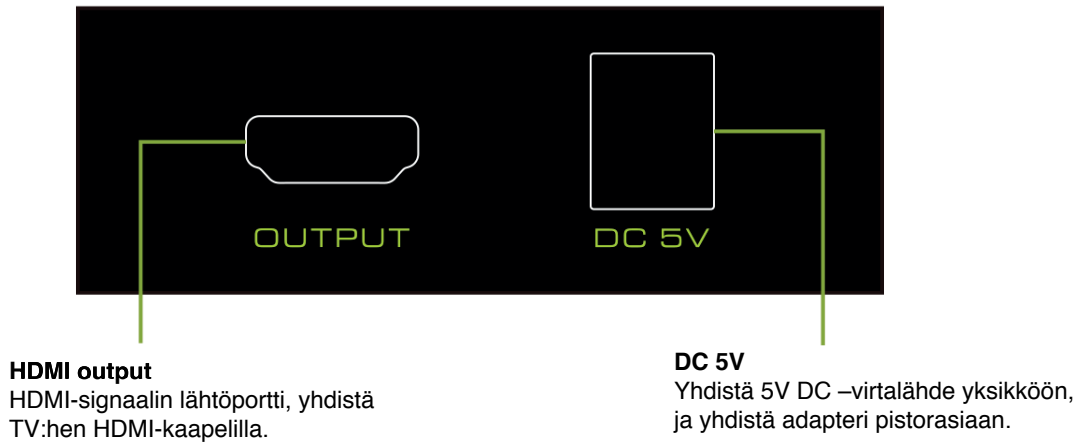 OUTPUT
DC 5V
HDMI output
HDMI-signaalin lähtöportti, yhdistä
TV:hen HDMI-kaapelilla.
DC 5V
Yhdistä 5V DC –virtalähde yksikköön,
ja yhdistä adapteri pistorasiaan.